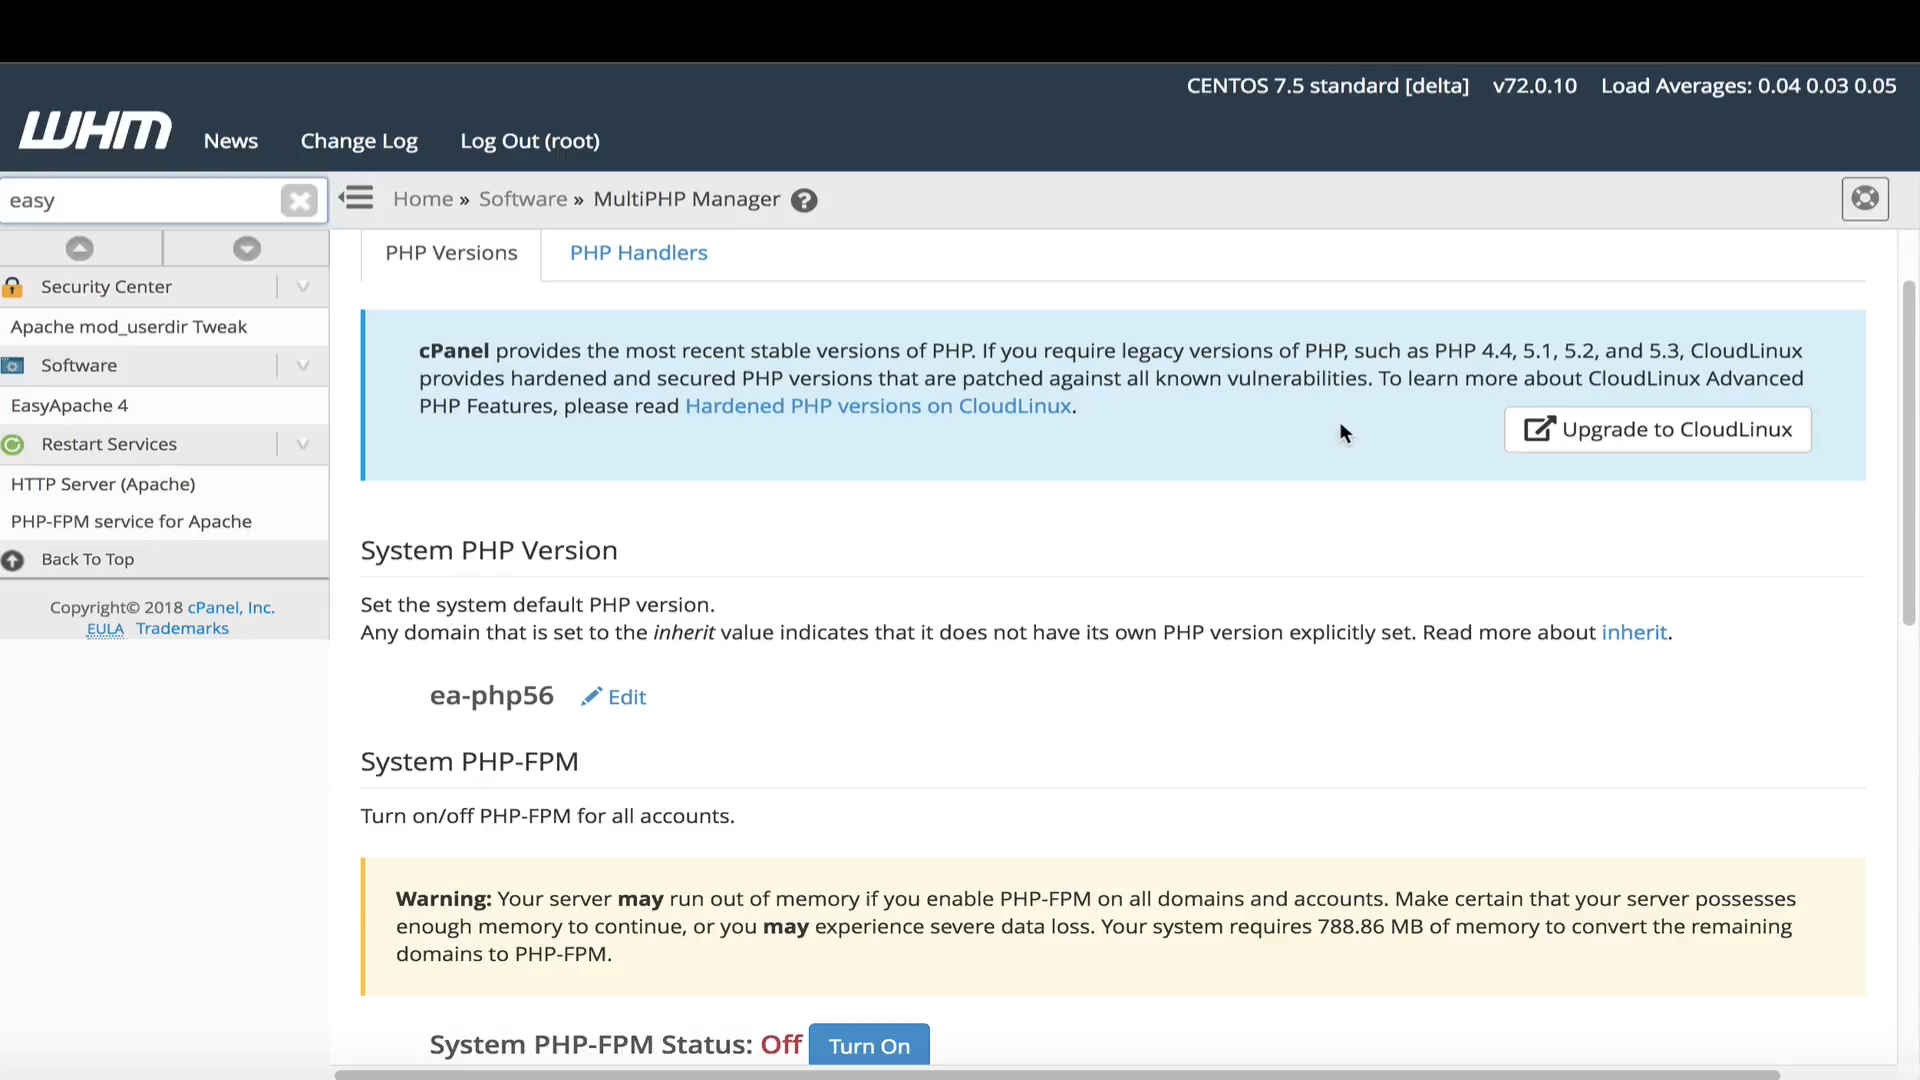 CENTOS 7.5 standard [delta] v72.0.10 Load Averages: 0.04 0.03 0.05
WHM News Change Log Log Out (root)
easy
Home » Software » MultiPHP Manager ?
Security Center
Apache mod_userdir Tweak
Software
EasyApache 4
Restart Services
HTTP Server (Apache)
PHP-FPM service for Apache
Back To Top
Copyright© 2018 cPanel, Inc.
EULA Trademarks
PHP Versions PHP Handlers
cPanel provides the most recent stable versions of PHP. If you require legacy versions of PHP, such as PHP 4.4, 5.1, 5.2, and 5.3, CloudLinux
provides hardened and secured PHP versions that are patched against all known vulnerabilities. To learn more about CloudLinux Advanced
PHP Features, please read Hardened PHP versions on CloudLinux.
Upgrade to CloudLinux
System PHP Version
Set the system default PHP version.
Any domain that is set to the inherit value indicates that it does not have its own PHP version explicitly set. Read more about inherit.
ea-php56 Edit
System PHP-FPM
Turn on/off PHP-FPM for all accounts.
Warning: Your server may run out of memory if you enable PHP-FPM on all domains and accounts. Make certain that your server possesses
enough memory to continue, or you may experience severe data loss. Your system requires 788.86 MB of memory to convert the remaining
domains to PHP-FPM.
System PHP-FPM Status: Off Turn On